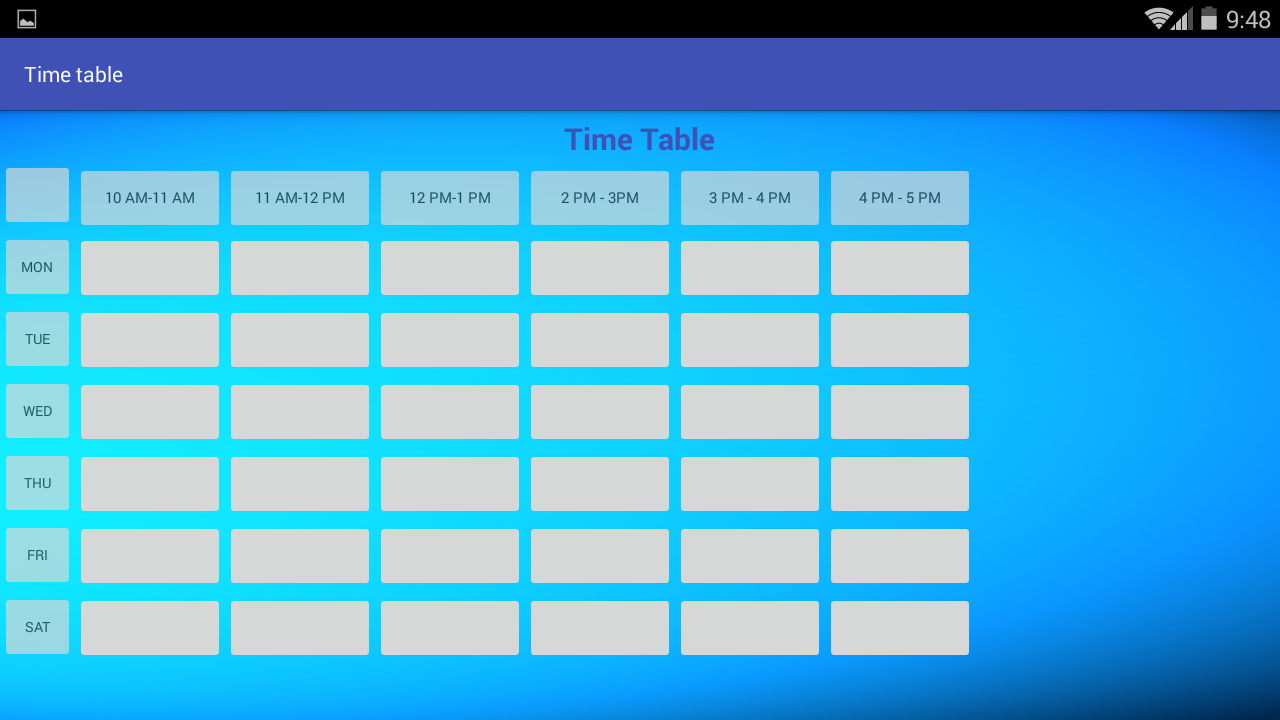 9:48
Time table
Time Table
10 AM-11 AM 11 AM-12 PM 12 PM-1 PM 2 PM - 3PM 3 PM - 4 PM 4 PM - 5 PM
MON
TUE
WED
THU
FRI
SAT